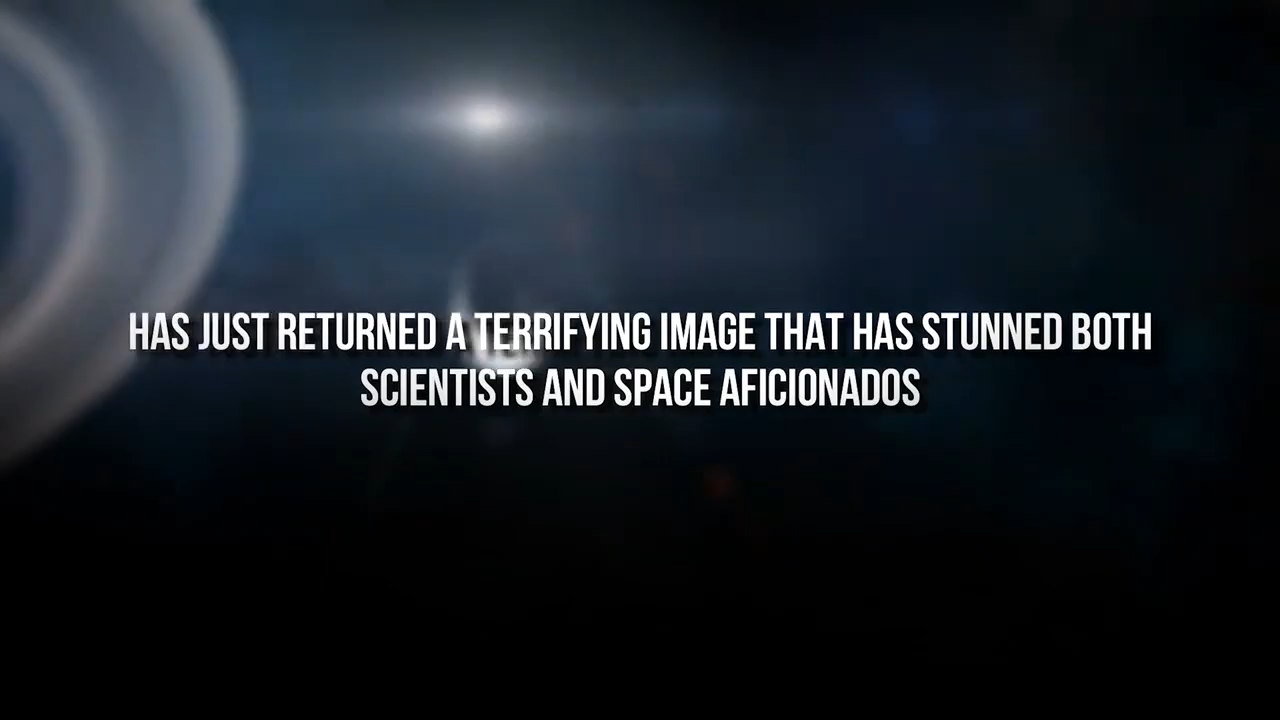 HAS JUST RETURNED A TERRIFYING IMAGE THAT HAS STUNNED BOTH
SCIENTISTS AND SPACE AFICIONADOS